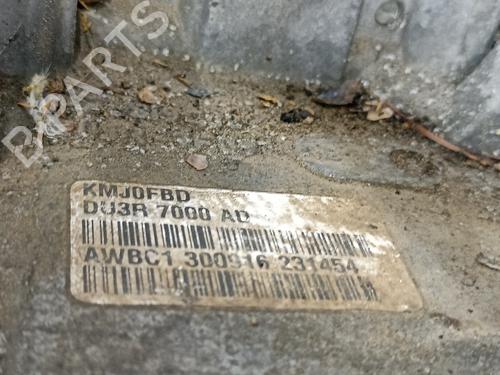 B PARTS
KMJ0FBD
DU3R 7000 AD
AWBC1 300916 231454